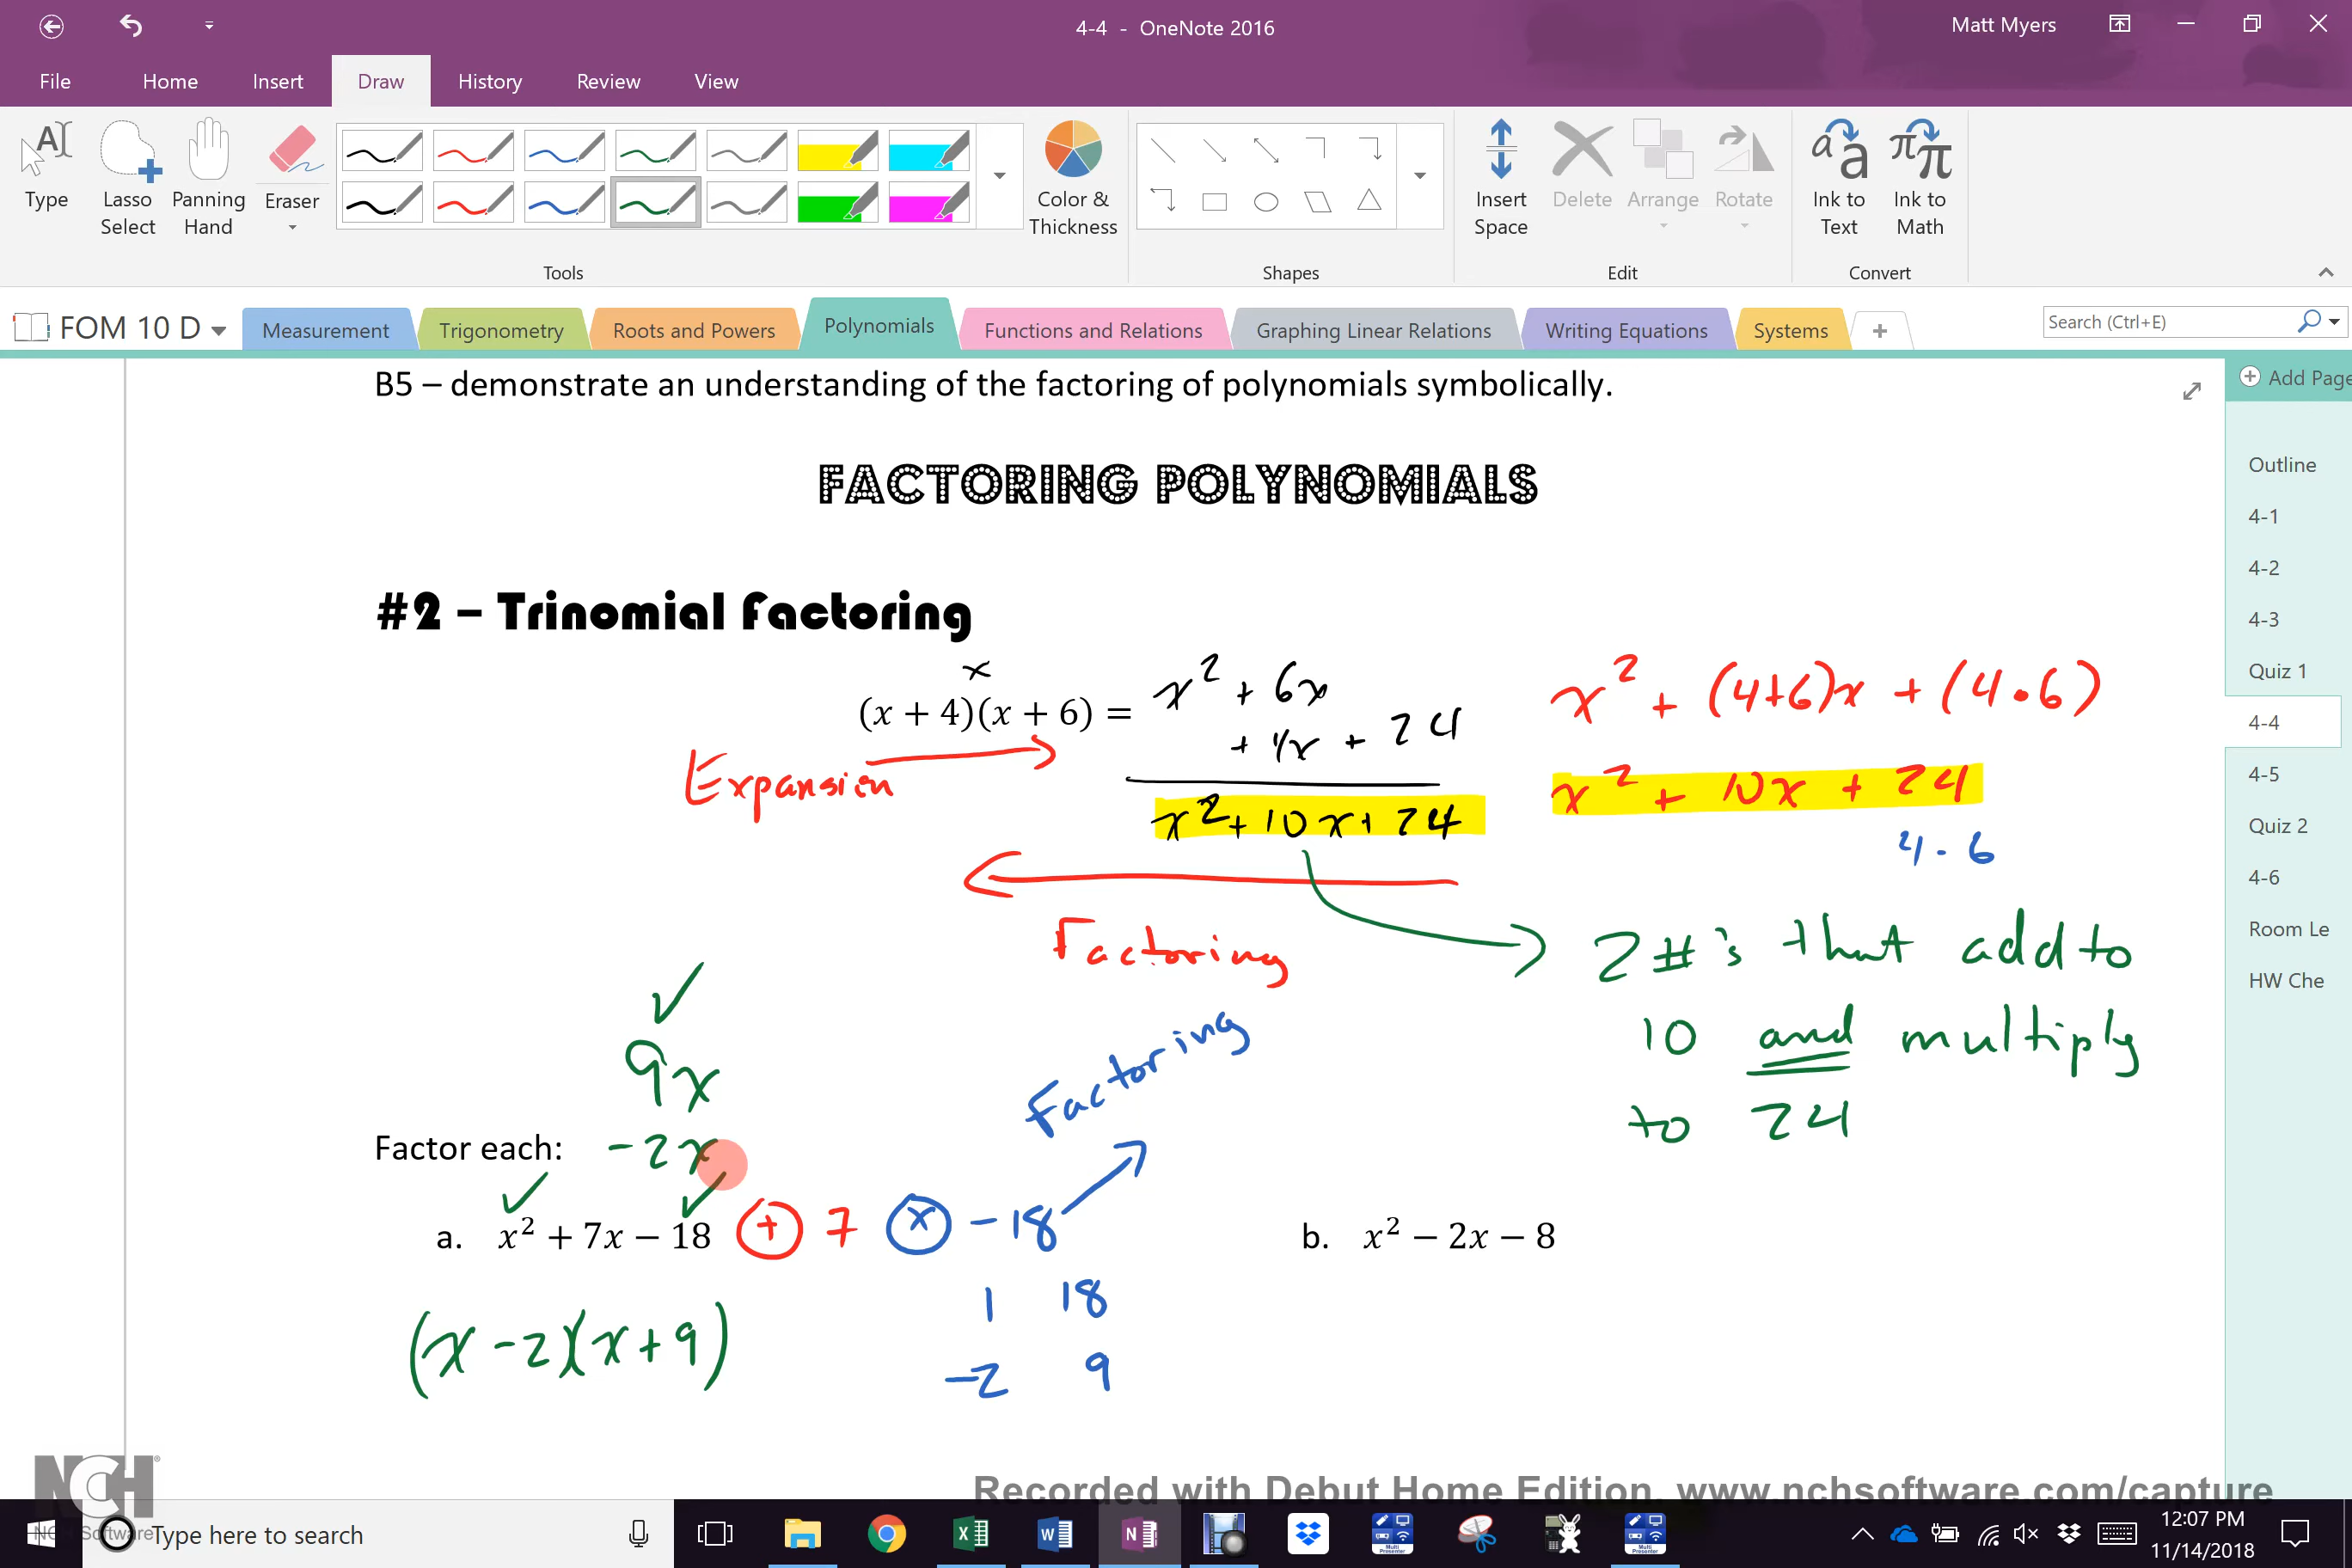 4-4 - OneNote 2016
Matt Myers
File Home Insert Draw History Review View
Type
Lasso Select
Panning Hand
Eraser
Color & Thickness
Insert Space
Delete
Arrange
Rotate
Ink to Text
Ink to Math
Tools
Shapes
Edit
Convert
FOM 10 D
Measurement
Trigonometry
Roots and Powers
Polynomials
Functions and Relations
Graphing Linear Relations
Writing Equations
Systems
Search (Ctrl+E)
Add Page
Outline
4-1
4-2
4-3
Quiz 1
4-4
4-5
Quiz 2
4-6
Room Le
HW Che
B5 – demonstrate an understanding of the factoring of polynomials symbolically.
FACTORING POLYNOMIALS
#2 – Trinomial Factoring
x
(x + 4)(x + 6) = x² + 6x
+ 4x + 24
x² + 10x + 24
x² + (4+6)x + (4•6)
x² + 10x + 24
4 · 6
Expansion
Factoring
2 #'s that add to
10 and multiply
to 24
9x
-2x
Factor each:
Factoring
a. x² + 7x − 18
+ 7 x -18
1 18
-2 9
(x -2)(x + 9)
b. x² − 2x − 8
NCH
NCH Software
Recorded with Debut Home Edition www.nchsoftware.com/capture
Type here to search
12:07 PM
11/14/2018